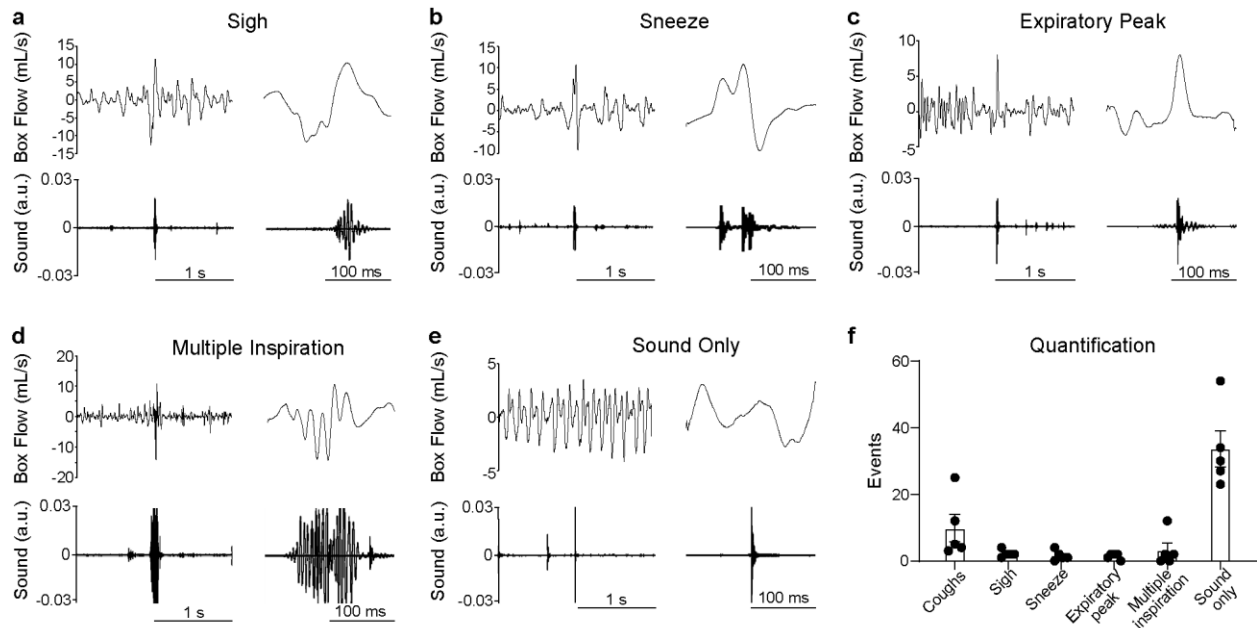 a
Sigh
Box Flow (mL/s)
15
10
5
0
-5
-10
-15
Sound (a.u.)
0.03
0
-0.03
1 s
100 ms
b
Sneeze
Box Flow (mL/s)
15
10
5
0
-5
-10
Sound (a.u.)
0.03
0
-0.03
1 s
100 ms
c
Expiratory Peak
Box Flow (mL/s)
10
5
0
-5
Sound (a.u.)
0.03
0
-0.03
1 s
100 ms
d
Multiple Inspiration
Box Flow (mL/s)
20
10
0
-10
-20
Sound (a.u.)
0.03
0
-0.03
1 s
100 ms
e
Sound Only
Box Flow (mL/s)
5
0
-5
Sound (a.u.)
0.03
0
-0.03
1 s
100 ms
f
Quantification
Events
60
40
20
0
Coughs
Sigh
Sneeze
Expiratory
peak
Multiple
inspiration
Sound
only